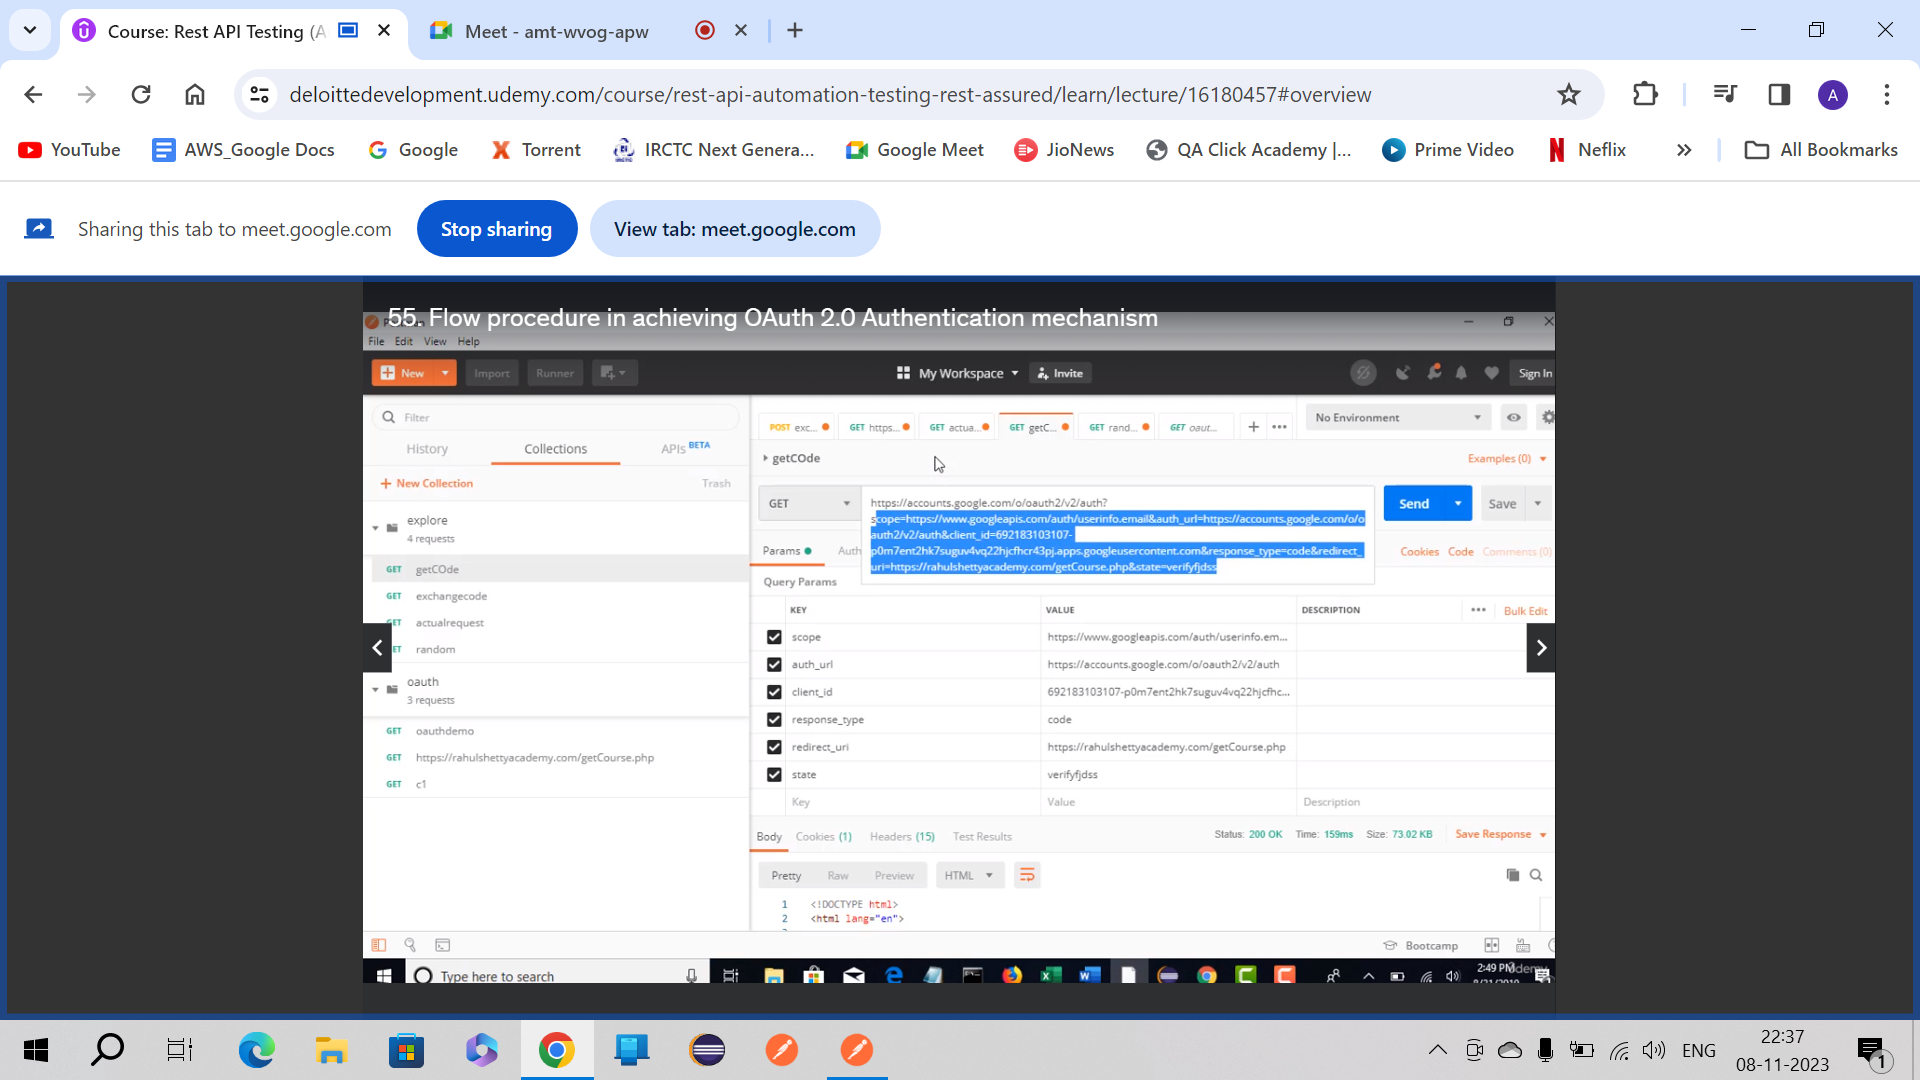 Course: Rest API Testing (A
Meet - amt-wvog-apw
deloittedevelopment.udemy.com/course/rest-api-automation-testing-rest-assured/learn/lecture/16180457#overview
A
YouTube
AWS_Google Docs
Google
Torrent
IRCTC Next Genera...
Google Meet
JioNews
QA Click Academy |...
Prime Video
Neflix
All Bookmarks
Sharing this tab to meet.google.com
Stop sharing
View tab: meet.google.com
55. Flow procedure in achieving OAuth 2.0 Authentication mechanism
File Edit View Help
New
Import
Runner
My Workspace
Invite
Sign In
Filter
History
Collections
APIs BETA
+ New Collection
Trash
explore
4 requests
GET getCOde
GET exchangecode
GET actualrequest
random
oauth
3 requests
GET oauthdemo
GET https://rahulshettyacademy.com/getCourse.php
GET c1
POST exc...
GET https...
GET actua...
GET getC...
GET rand...
GET oaut...
No Environment
getCOde
Examples (0)
GET
https://accounts.google.com/o/oauth2/v2/auth?
scope=https://www.googleapis.com/auth/userinfo.email&auth_url=https://accounts.google.com/o/o
auth2/v2/auth&client_id=692183103107-
p0m7ent2hk7suguv4vq22hjcfhcr43pj.apps.googleusercontent.com&response_type=code&redirect_
uri=https://rahulshettyacademy.com/getCourse.php&state=verifyfjdss
Send
Save
Params
Auth
Cookies Code Comments (0)
Query Params
KEY VALUE DESCRIPTION
Bulk Edit
scope https://www.googleapis.com/auth/userinfo.em...
auth_url https://accounts.google.com/o/oauth2/v2/auth
client_id 692183103107-p0m7ent2hk7suguv4vq22hjcfhc...
response_type code
redirect_uri https://rahulshettyacademy.com/getCourse.php
state verifyfjdss
Key Value Description
Body Cookies (1) Headers (15) Test Results
Status: 200 OK Time: 159ms Size: 73.02 KB Save Response
Pretty Raw Preview HTML
1 <!DOCTYPE html>
2 <html lang="en">
Bootcamp
Type here to search
2:49 PM
ENG
22:37
08-11-2023
1